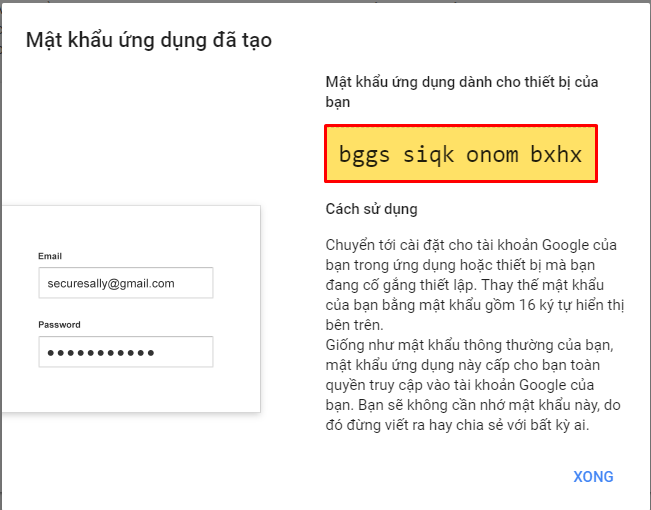 Mật khẩu ứng dụng đã tạo
Mật khẩu ứng dụng dành cho thiết bị của
bạn
bggs siqk onom bxhx
Cách sử dụng
Chuyển tới cài đặt cho tài khoản Google của
bạn trong ứng dụng hoặc thiết bị mà bạn
đang cố gắng thiết lập. Thay thế mật khẩu
của bạn bằng mật khẩu gồm 16 ký tự hiển thị
bên trên.
Giống như mật khẩu thông thường của bạn,
mật khẩu ứng dụng này cấp cho bạn toàn
quyền truy cập vào tài khoản Google của
bạn. Bạn sẽ không cần nhớ mật khẩu này, do
đó đừng viết ra hay chia sẻ với bất kỳ ai.
Email
securesally@gmail.com
Password
●●●●●●●●●●●
XONG